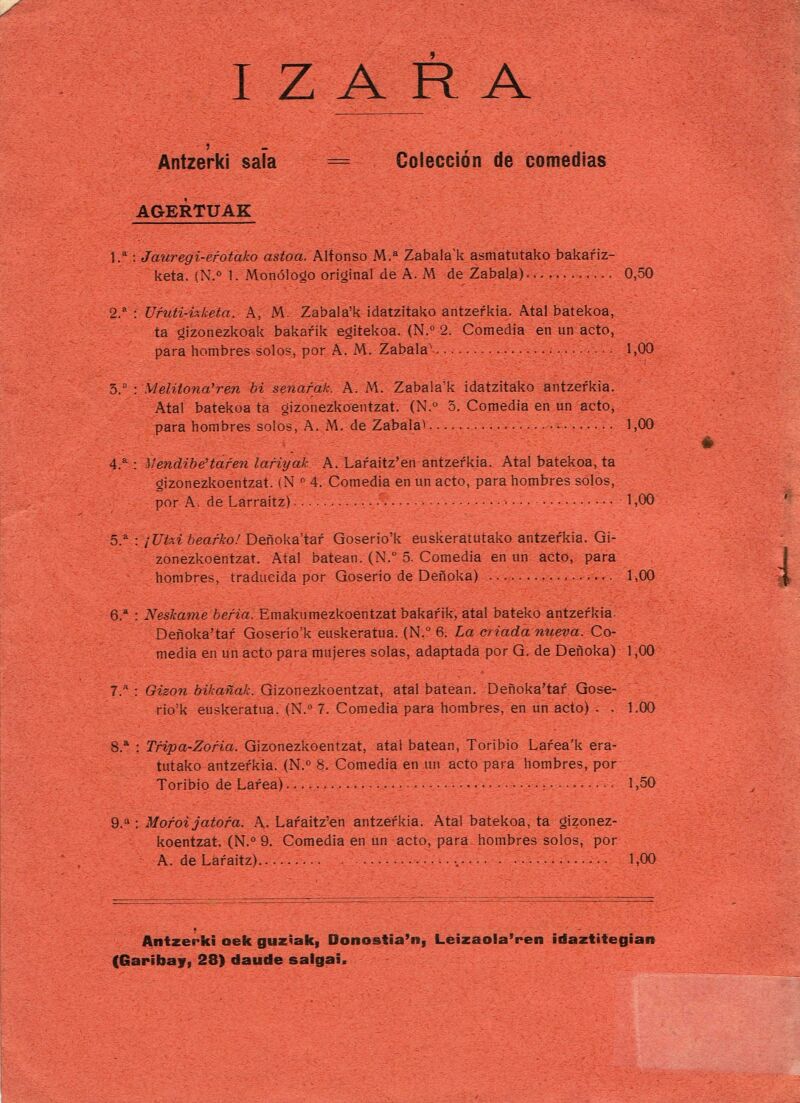 IZAŔA
Antzeŕki sal̄a = Colección de comedias
AGEŔTUAK
1.ª : Jauregi-eŕotako astoa. Alfonso M.ª Zabala'k asmatutako bakaŕiz-
keta. (N.º 1. Monólogo original de A. M de Zabala)............ 0,50
2.ª : Uŕuti-izketa. A, M. Zabala'k idatzitako antzeŕkia. Atal batekoa,
ta gizonezkoak bakaŕik egitekoa. (N.º 2. Comedia en un acto,
para hombres solos, por A. M. Zabala)........................ 1,00
3.ª : Melitona'ren bi senaŕak. A. M. Zabala'k idatzitako antzeŕkia.
Atal batekoa ta gizonezkoentzat. (N.º 3. Comedia en un acto,
para hombres solos, A. M. de Zabala)......................... 1,00
4.ª : Mendibe'taŕen laŕiyak A. Laŕaitz'en antzeŕkia. Atal batekoa, ta
gizonezkoentzat. (N º 4. Comedia en un acto, para hombres solos,
por A. de Larraitz)........................................... 1,00
5.ª : ¡Utxi beaŕko! Deñoka'taŕ Goserio'k euskeratutako antzeŕkia. Gi-
zonezkoentzat. Atal batean. (N.º 5. Comedia en un acto, para
hombres, traducida por Goserio de Deñoka) ................. 1,00
6.ª : Neskame beŕia. Emakumezkoentzat bakaŕik, atal bateko antzeŕkia.
Deñoka'taŕ Goserio'k euskeratua. (N.º 6. La criada nueva. Co-
media en un acto para mujeres solas, adaptada por G. de Deñoka) 1,00
7.ª : Gizon bikañak. Gizonezkoentzat, atal batean. Deñoka'taŕ Gose-
rio'k euskeratua. (N.º 7. Comedia para hombres, en un acto) . . 1.00
8.ª : Tŕipa-Zoŕia. Gizonezkoentzat, atal batean, Toribio Laŕea'k era-
tutako antzeŕkia. (N.º 8. Comedia en un acto para hombres, por
Toribio de Laŕea)............................................. 1,50
9.ª : Moŕoi jatoŕa. A. Laŕaitz'en antzeŕkia. Atal batekoa, ta gizonez-
koentzat. (N.º 9. Comedia en un acto, para hombres solos, por
A. de Laŕaitz)......... ................ ............. 1,00
Antzeŕki oek guziak, Donostia'n, Leizaola'ren idaztitegian
(Garibay, 28) daude salgai.